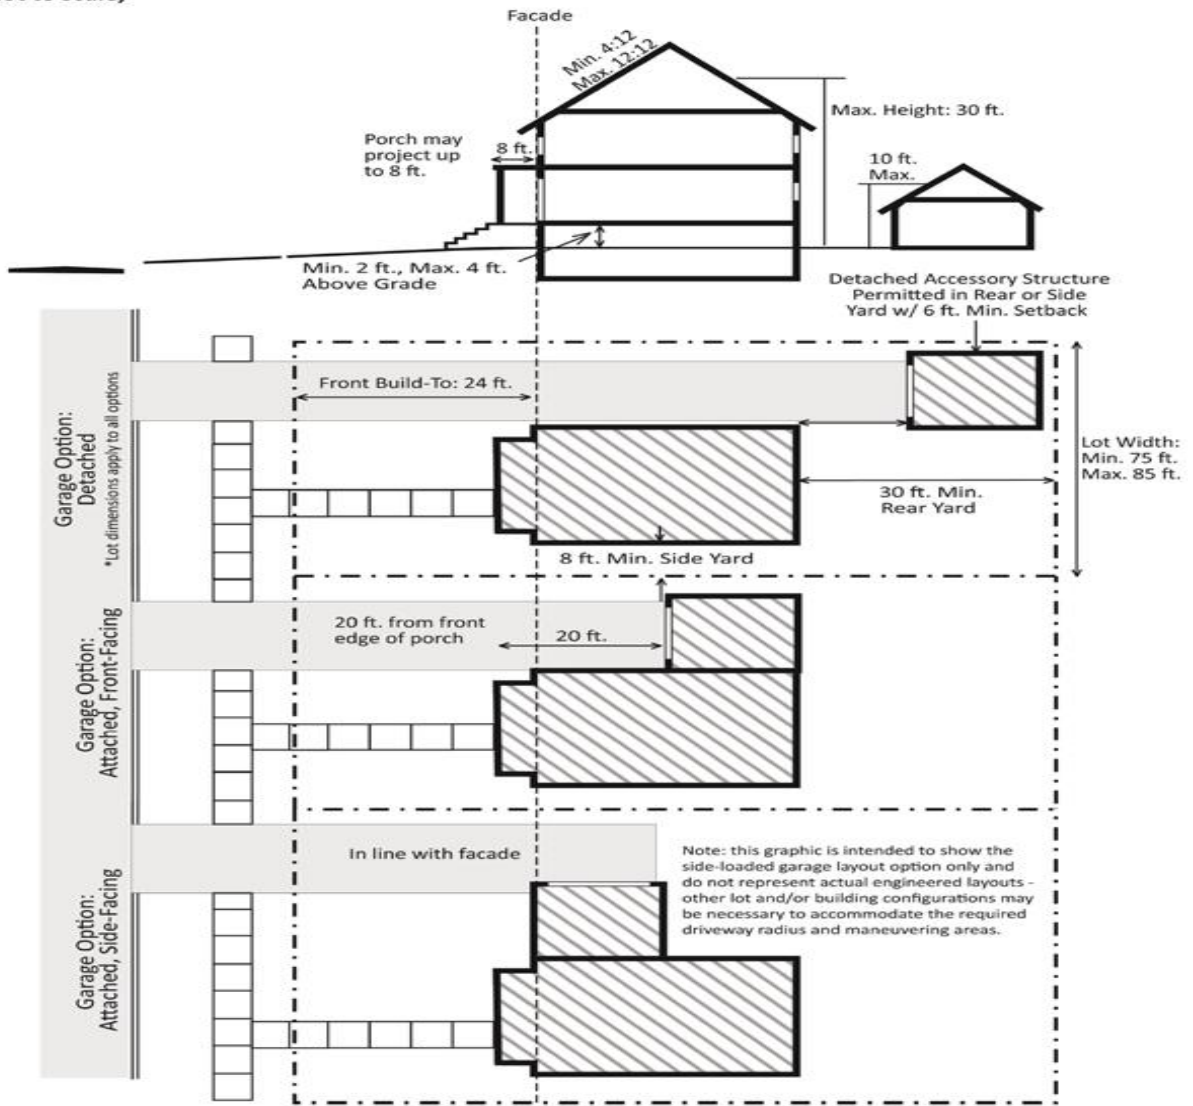 Facade
Min. 4:12
Max. 12:12
Max. Height: 30 ft.
Porch may
project up
to 8 ft.
8 ft.
10 ft.
Max.
Min. 2 ft., Max. 4 ft.
Above Grade
Detached Accessory Structure
Permitted in Rear or Side
Yard w/ 6 ft. Min. Setback
Garage Option:
Detached
*Lot dimensions apply to all options
Front Build-To: 24 ft.
Lot Width:
Min. 75 ft.
Max. 85 ft.
30 ft. Min.
Rear Yard
8 ft. Min. Side Yard
Garage Option:
Attached, Front-Facing
20 ft. from front
edge of porch
20 ft.
Garage Option:
Attached, Side-Facing
In line with facade
Note: this graphic is intended to show the
side-loaded garage layout option only and
do not represent actual engineered layouts -
other lot and/or building configurations may
be necessary to accommodate the required
driveway radius and maneuvering areas.